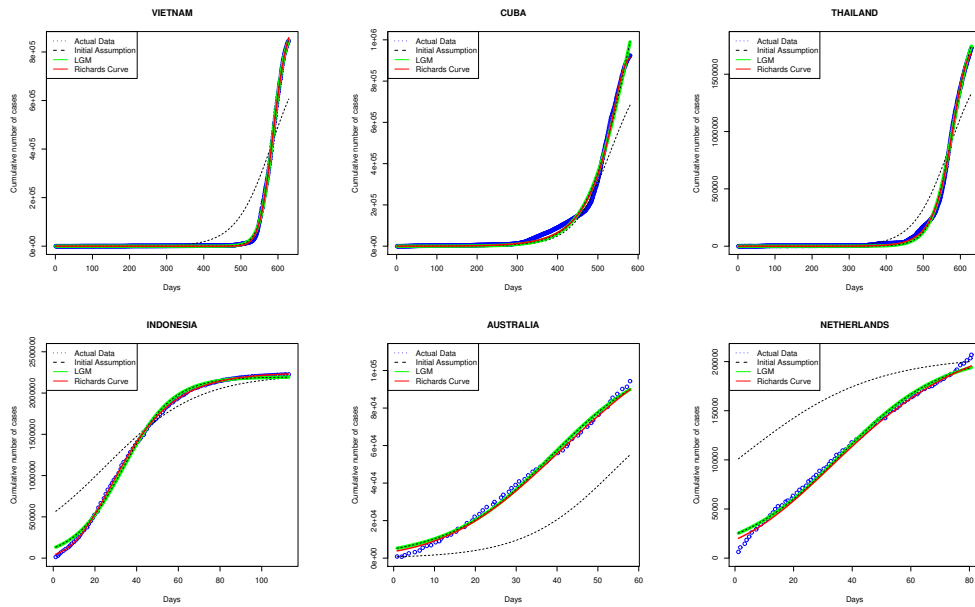 VIETNAM
Cumulative number of cases
0e+00 2e+05 4e+05 6e+05 8e+05
Actual Data
Initial Assumption
LGM
Richards Curve
0 100 200 300 400 500 600
Days
CUBA
Cumulative number of cases
0e+00 2e+05 4e+05 6e+05 8e+05 1e+06
Actual Data
Initial Assumption
LGM
Richards Curve
0 100 200 300 400 500 600
Days
THAILAND
Cumulative number of cases
0 500000 1000000 1500000
Actual Data
Initial Assumption
LGM
Richards Curve
0 100 200 300 400 500 600
Days
INDONESIA
Cumulative number of cases
0 500000 1000000 1500000 2000000 2500000
Actual Data
Initial Assumption
LGM
Richards Curve
0 20 40 60 80 100
Days
AUSTRALIA
Cumulative number of cases
0e+00 2e+04 4e+04 6e+04 8e+04 1e+05
Actual Data
Initial Assumption
LGM
Richards Curve
0 10 20 30 40 50 60
Days
NETHERLANDS
Cumulative number of cases
0 50000 100000 150000 200000
Actual Data
Initial Assumption
LGM
Richards Curve
0 20 40 60 80
Days